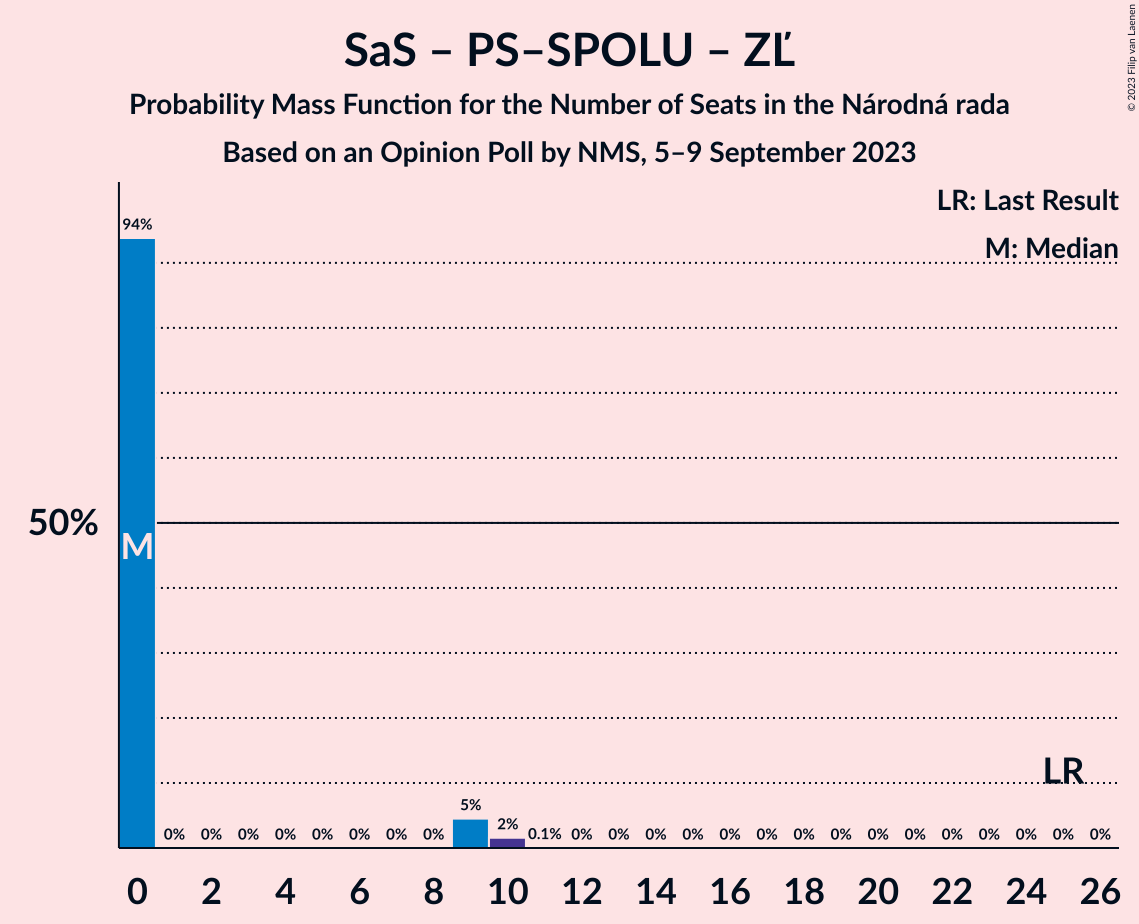 SaS – PS–SPOLU – ZĽ
Probability Mass Function for the Number of Seats in the Národná rada
Based on an Opinion Poll by NMS, 5–9 September 2023
© 2023 Filip van Laenen
LR: Last Result
M: Median
94%
50%
M
LR
5%
2%
0% 0% 0% 0% 0% 0% 0% 0% 0.1% 0% 0% 0% 0% 0% 0% 0% 0% 0% 0% 0% 0% 0% 0% 0%
0 2 4 6 8 10 12 14 16 18 20 22 24 26